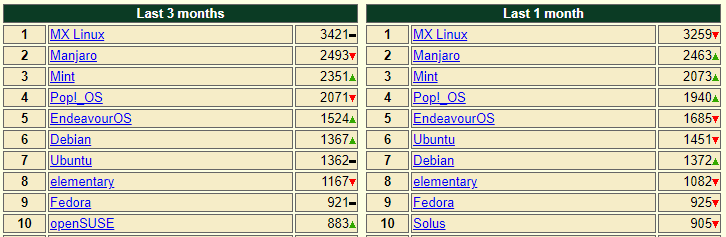 Last 3 months
1 MX Linux 3421
2 Manjaro 2493
3 Mint 2351
4 Pop!_OS 2071
5 EndeavourOS 1524
6 Debian 1367
7 Ubuntu 1362
8 elementary 1167
9 Fedora 921
10 openSUSE 883
Last 1 month
1 MX Linux 3259
2 Manjaro 2463
3 Mint 2073
4 Pop!_OS 1940
5 EndeavourOS 1685
6 Ubuntu 1451
7 Debian 1372
8 elementary 1082
9 Fedora 925
10 Solus 905